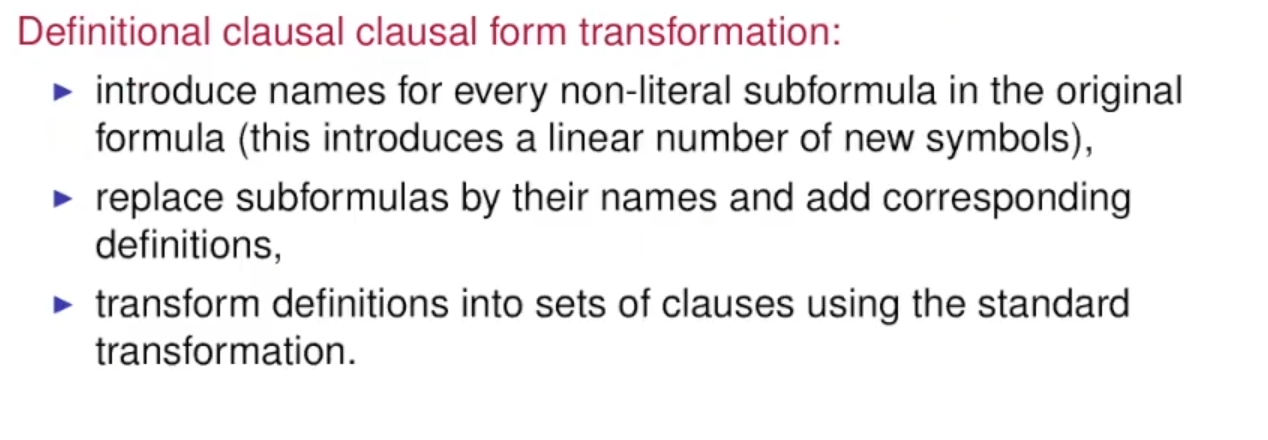 Definitional clausal clausal form transformation:
► introduce names for every non-literal subformula in the original
formula (this introduces a linear number of new symbols),
► replace subformulas by their names and add corresponding
definitions,
► transform definitions into sets of clauses using the standard
transformation.